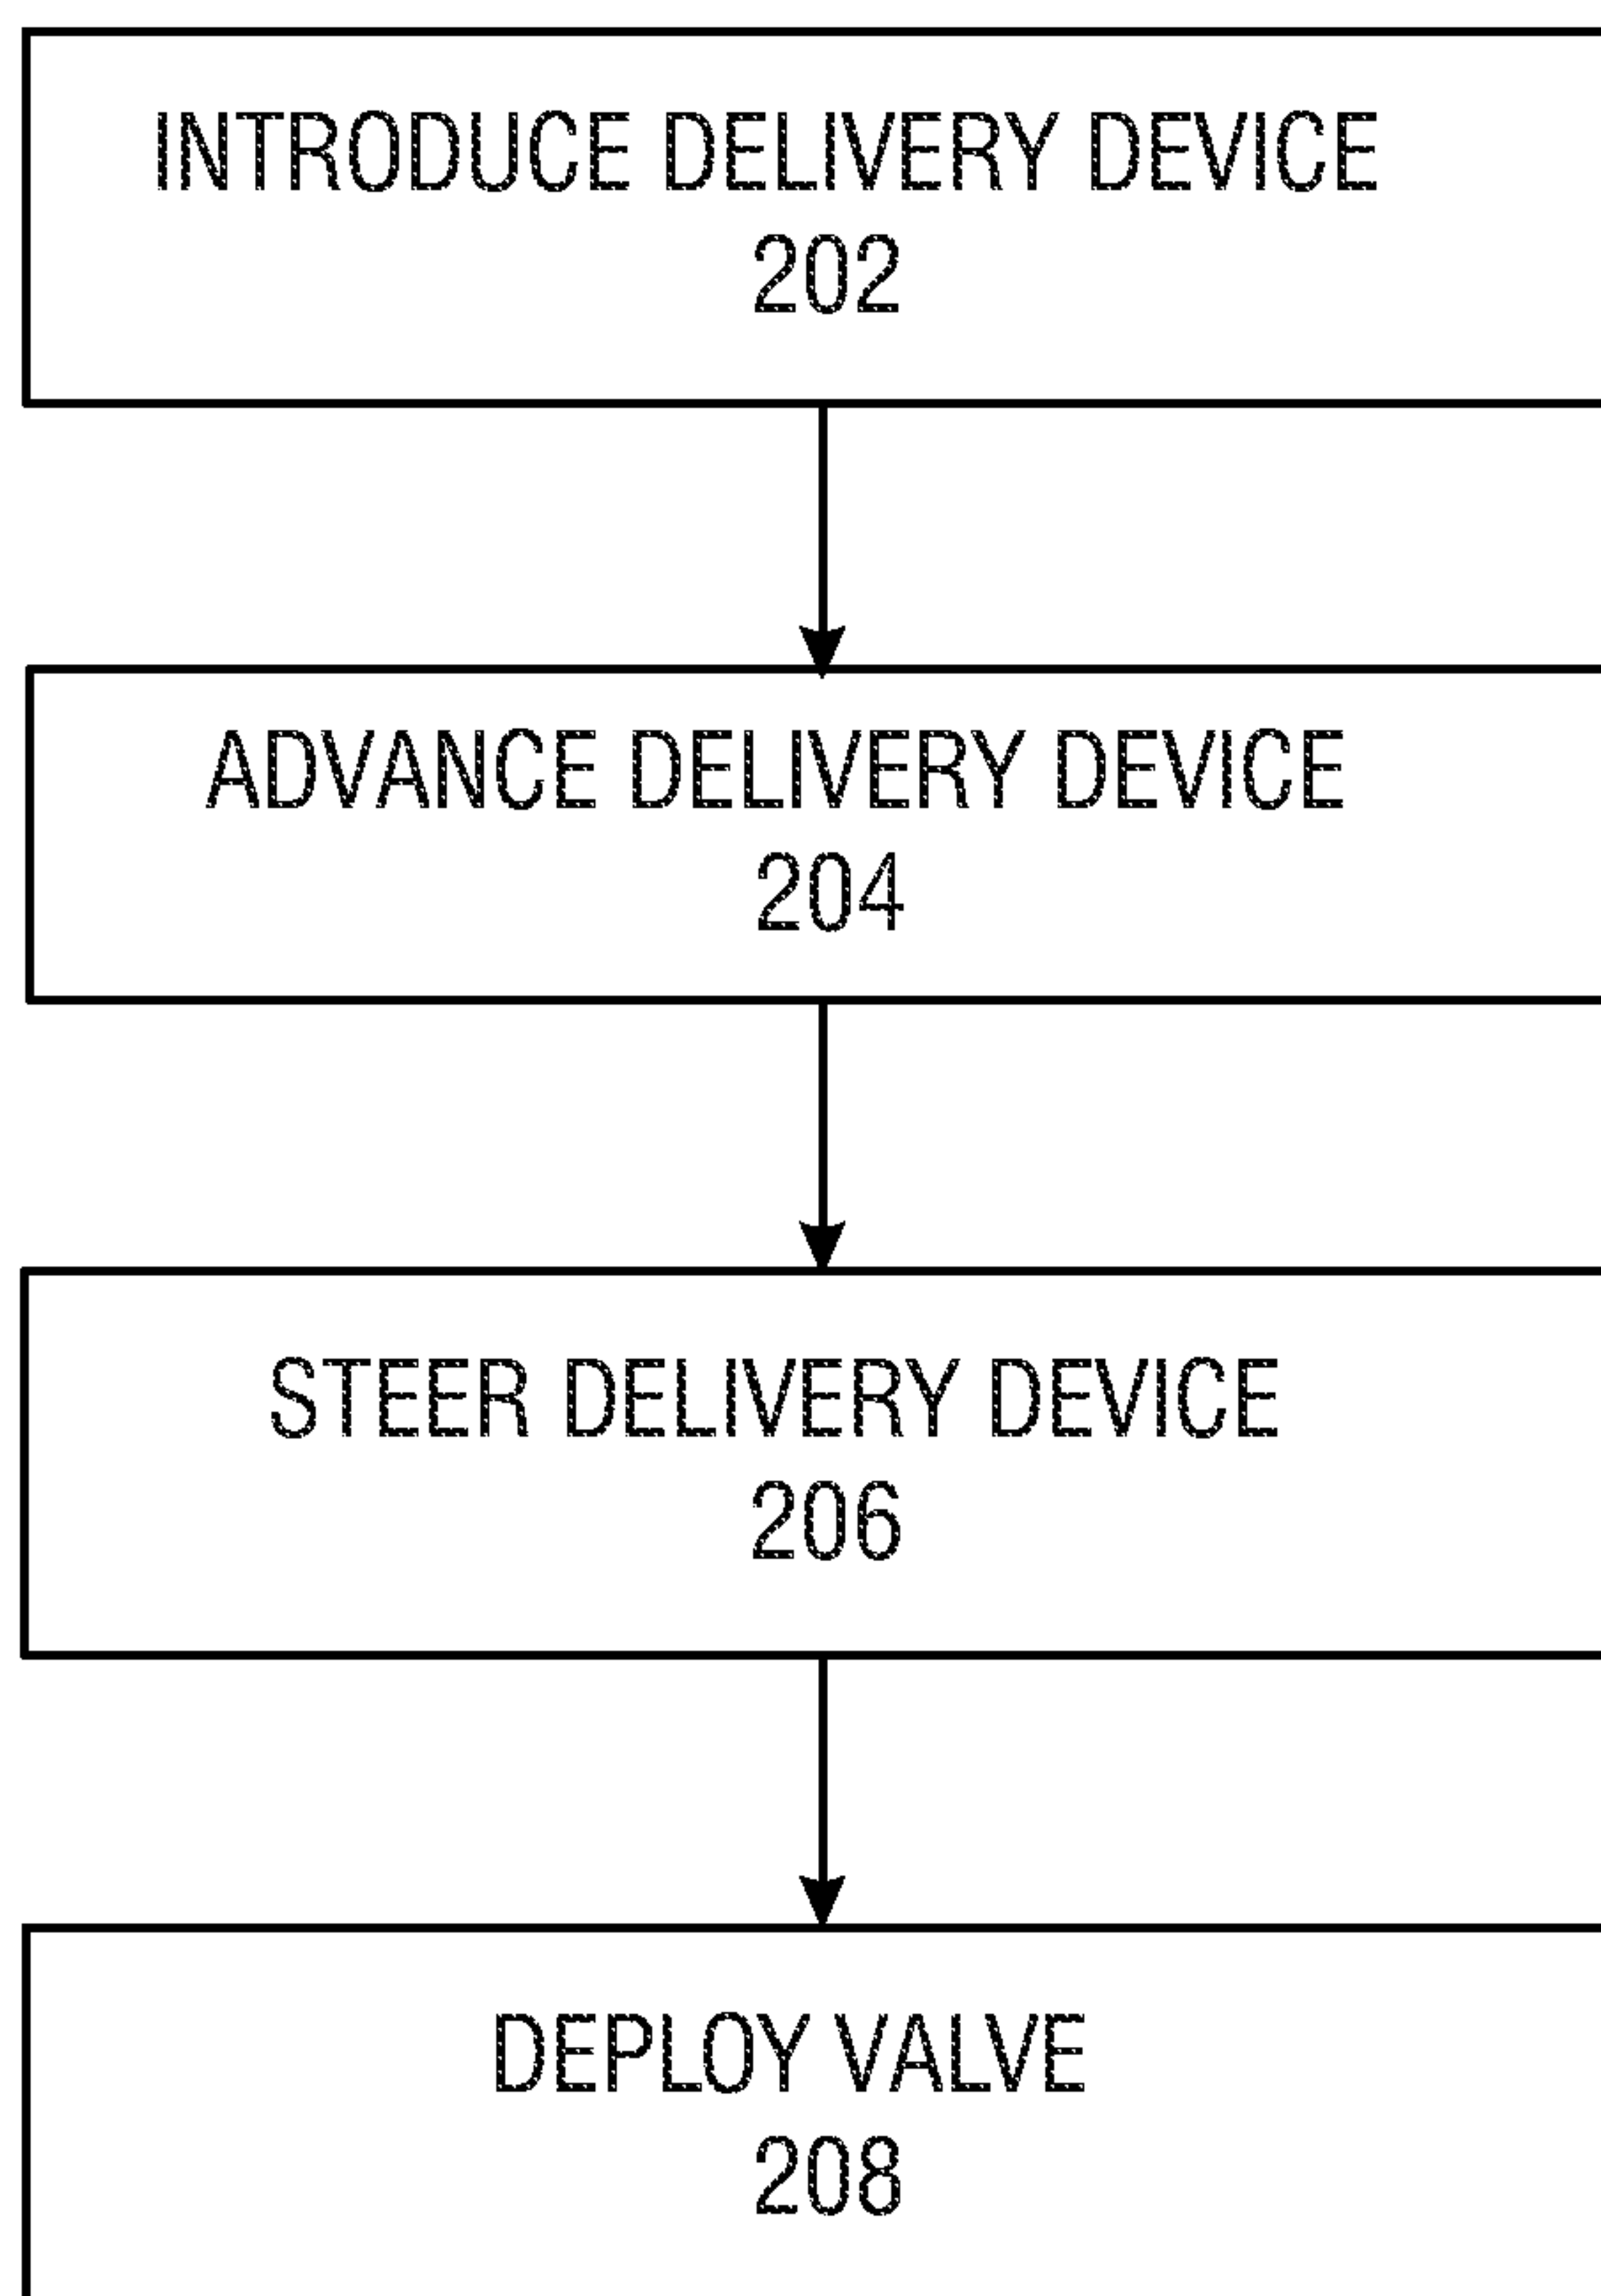 INTRODUCE DELIVERY DEVICE
202
ADVANCE DELIVERY DEVICE
204
STEER DELIVERY DEVICE
206
DEPLOY VALVE
208